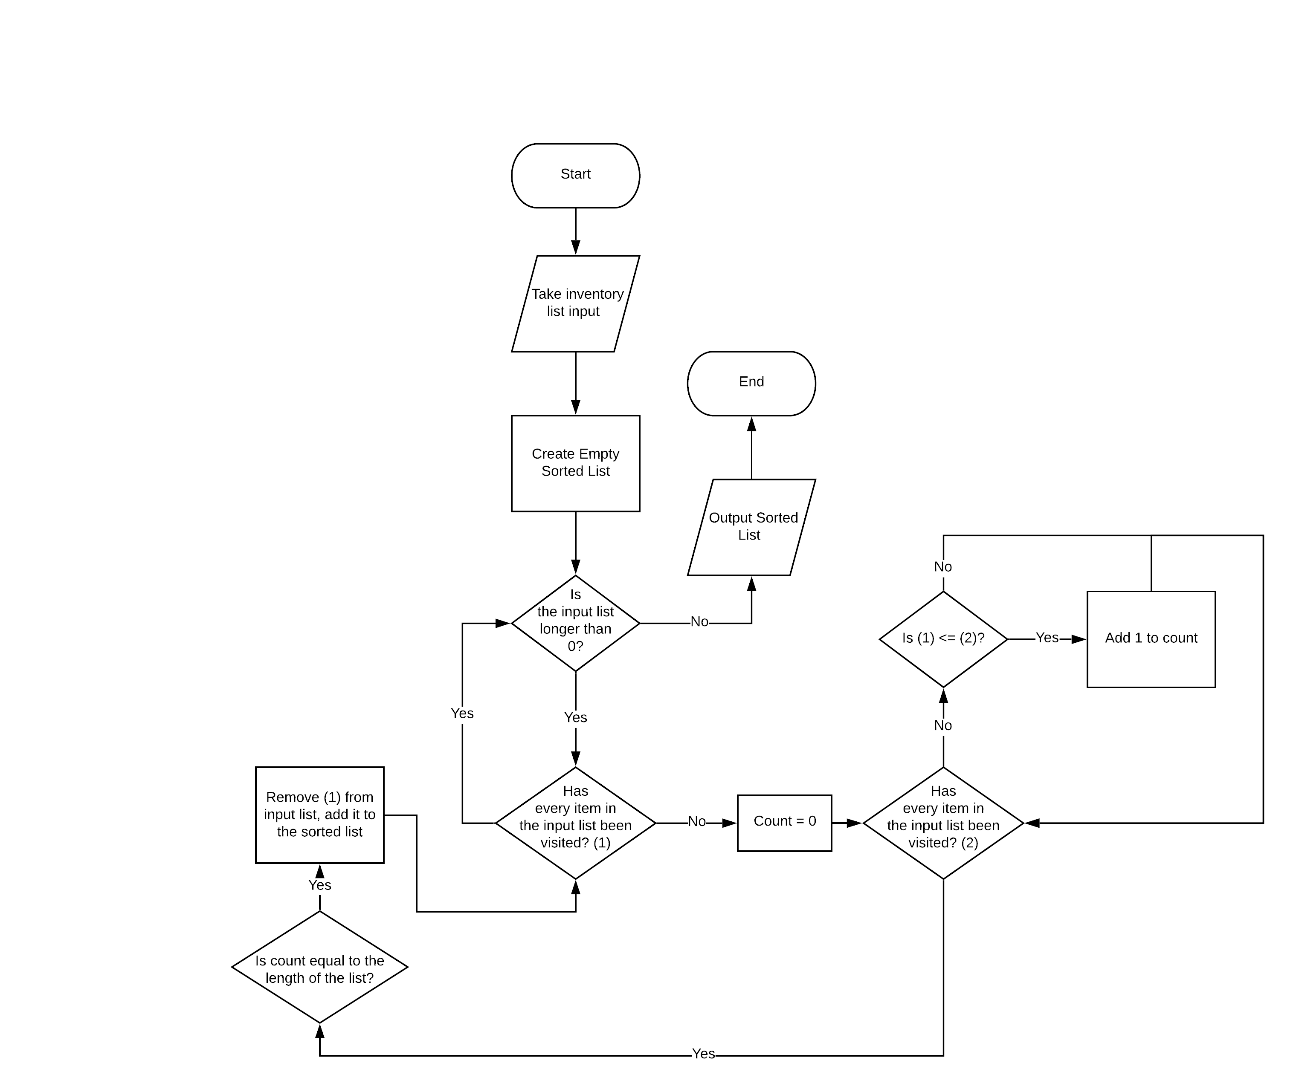 Start
Take inventory
list input
End
Create Empty
Sorted List
Output Sorted
List
No
Is
the input list
longer than
0?
No
Is (1) <= (2)?
Yes
Add 1 to count
Yes
Yes
No
Remove (1) from
input list, add it to
the sorted list
Has
every item in
the input list been
visited? (1)
No
Count = 0
Has
every item in
the input list been
visited? (2)
Yes
Is count equal to the
length of the list?
Yes